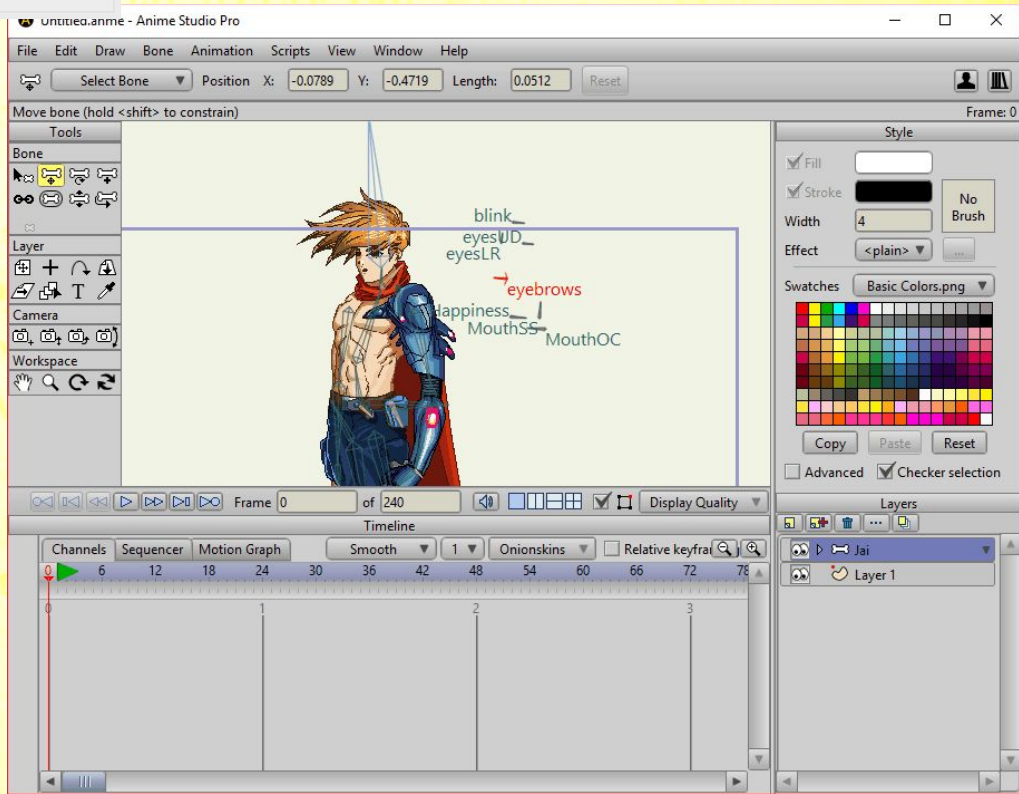 Untitled.anme - Anime Studio Pro
File Edit Draw Bone Animation Scripts View Window Help
Select Bone Position X: -0.0789 Y: -0.4719 Length: 0.0512 Reset
Move bone (hold <shift> to constrain) Frame: 0
Tools
Bone
Layer
T
Camera
Workspace
blink
eyesUD
eyesLR
eyebrows
Happiness
MouthSS
MouthOC
Style
Fill
Stroke
No Brush
Width 4
Effect <plain> ...
Swatches Basic Colors.png
Copy Paste Reset
Advanced Checker selection
Frame 0 of 240 Display Quality
Timeline
Channels Sequencer Motion Graph Smooth 1 Onionskins Relative keyfra
0 6 12 18 24 30 36 42 48 54 60 66 72 78
0 1 2 3
Layers
...
Jai
Layer 1